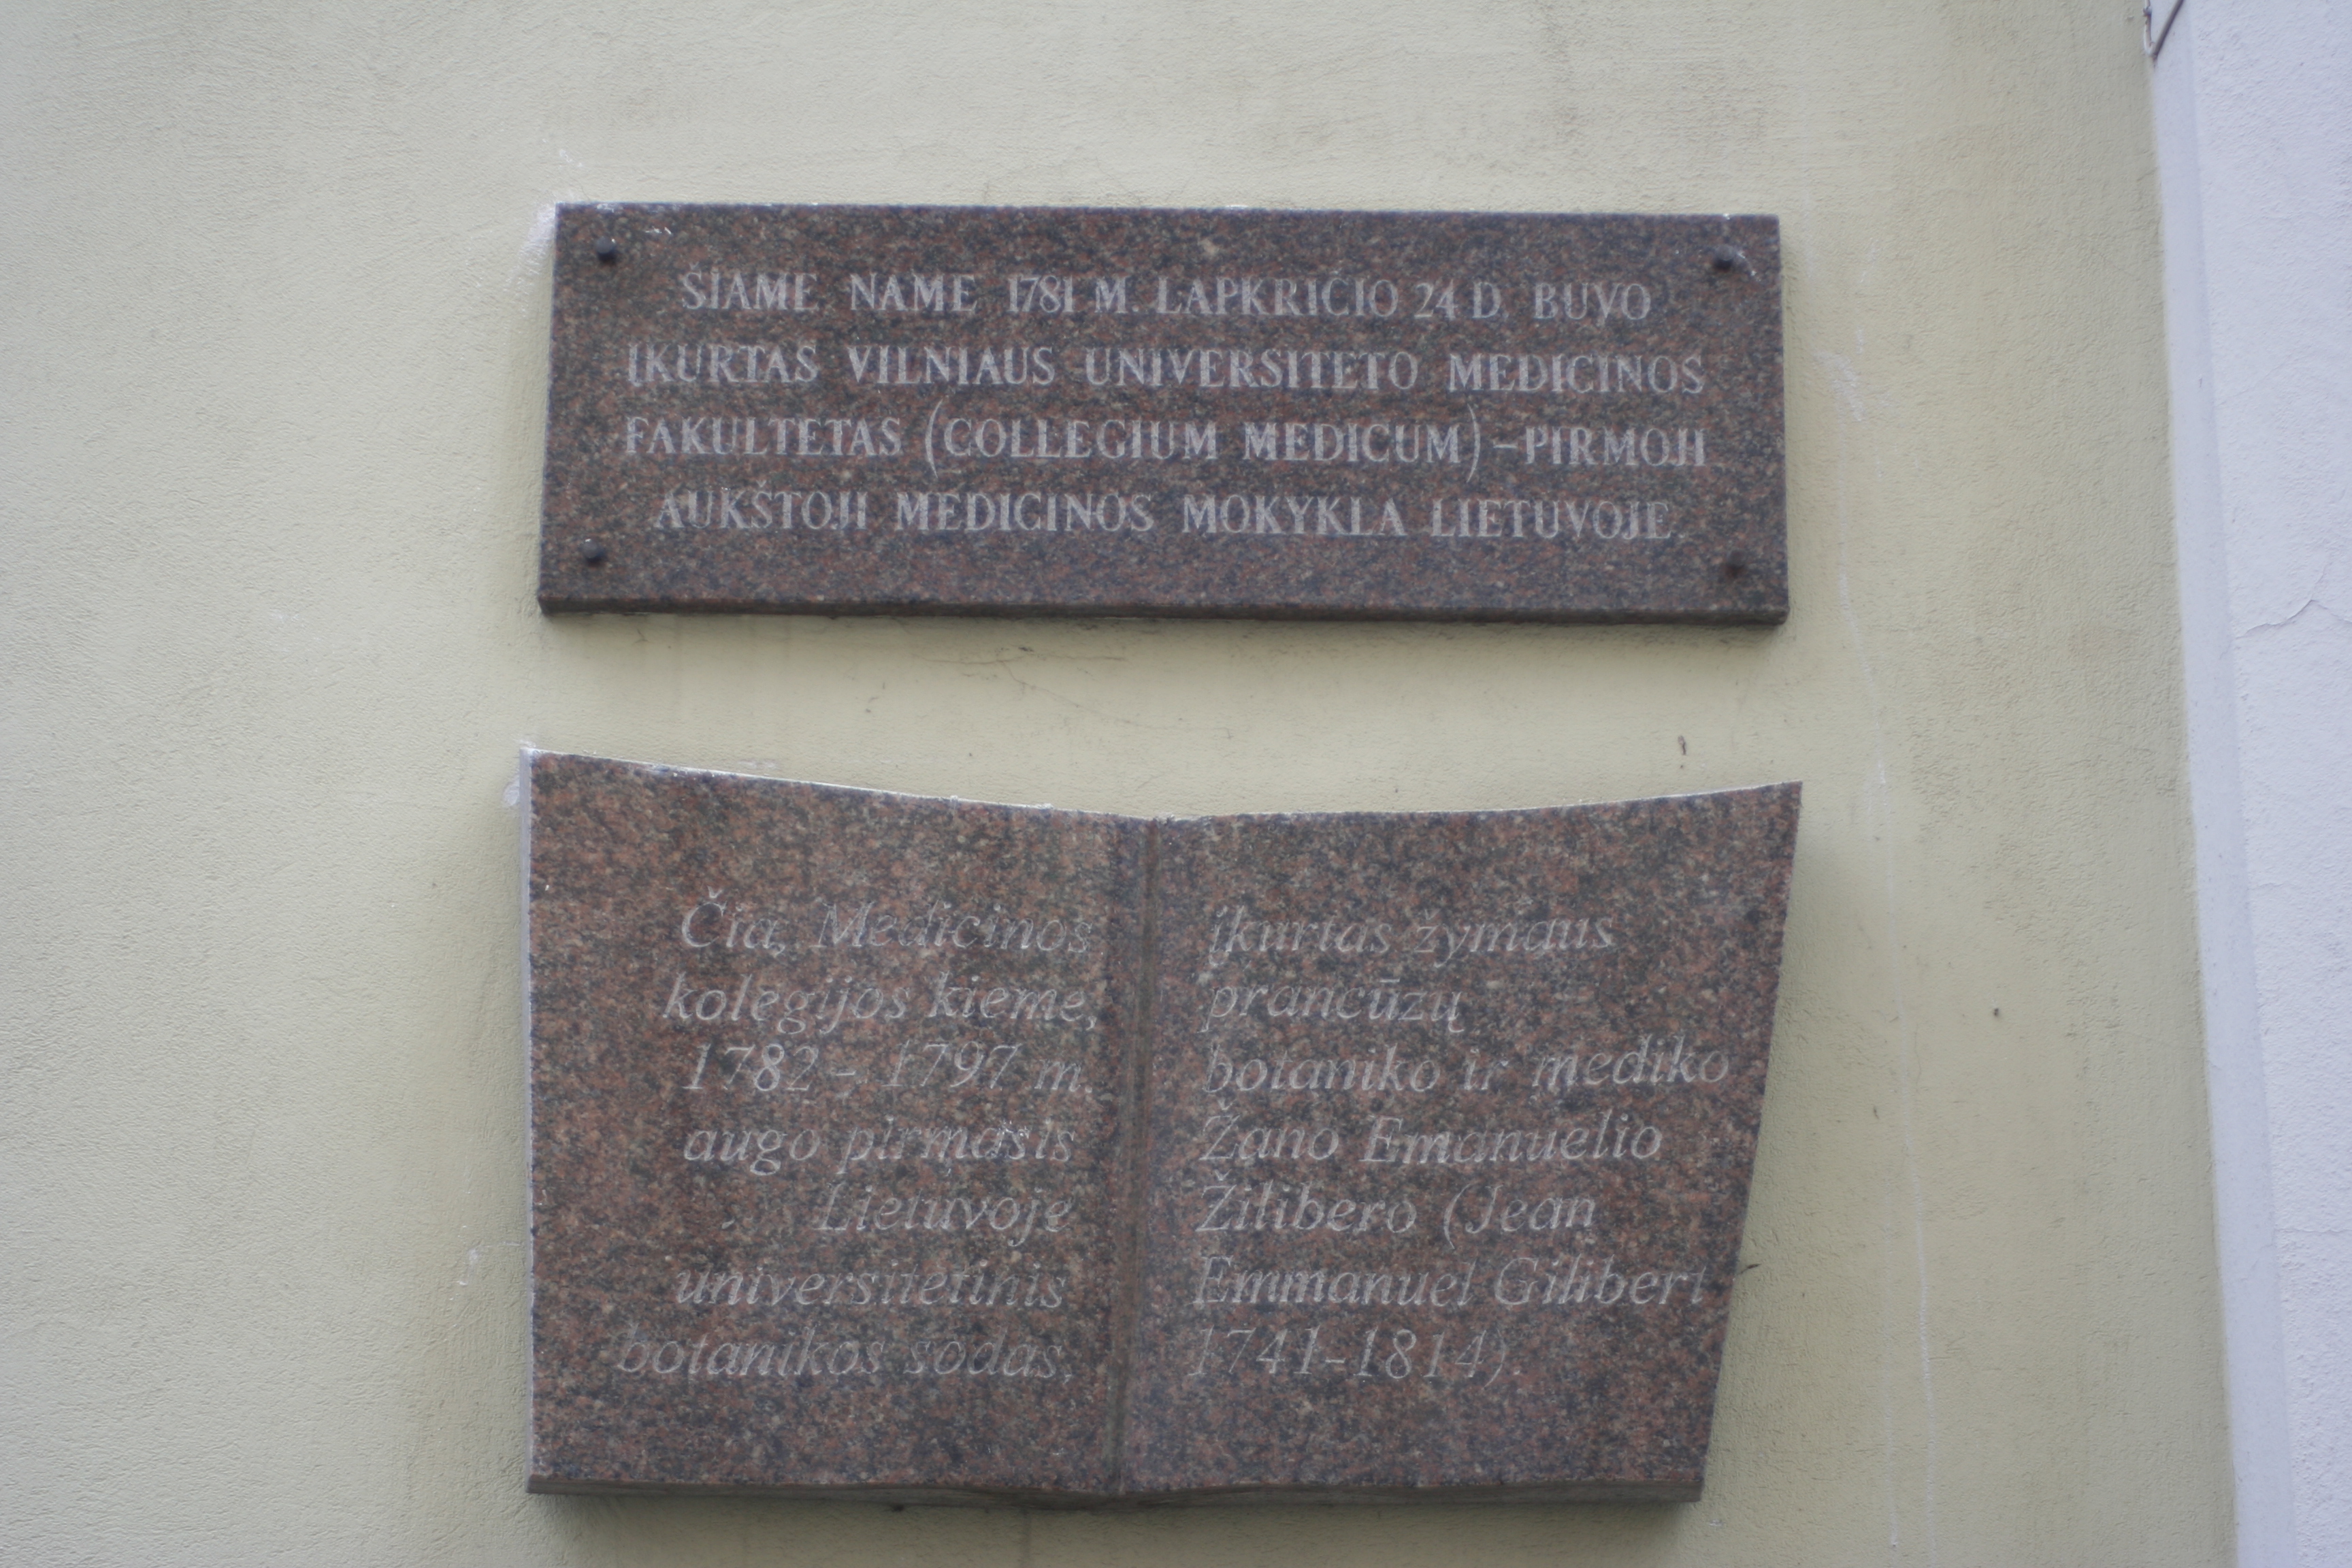 ŠIAME NAME 1781 M. LAPKRIČIO 24 D. BUVO
ĮKURTAS VILNIAUS UNIVERSITETO MEDICINOS
FAKULTETAS (COLLEGIUM MEDICUM) – PIRMOJI
AUKŠTOJI MEDICINOS MOKYKLA LIETUVOJE.
Čia, Medicinos
kolegijos kieme,
1782 - 1797 m.
augo pirmasis
Lietuvoje
universitetinis
botanikos sodas,
įkurtas žymaus
prancūzų
botaniko ir mediko
Žano Emanuelio
Žilibero (Jean
Emmanuel Gilibert
1741-1814).